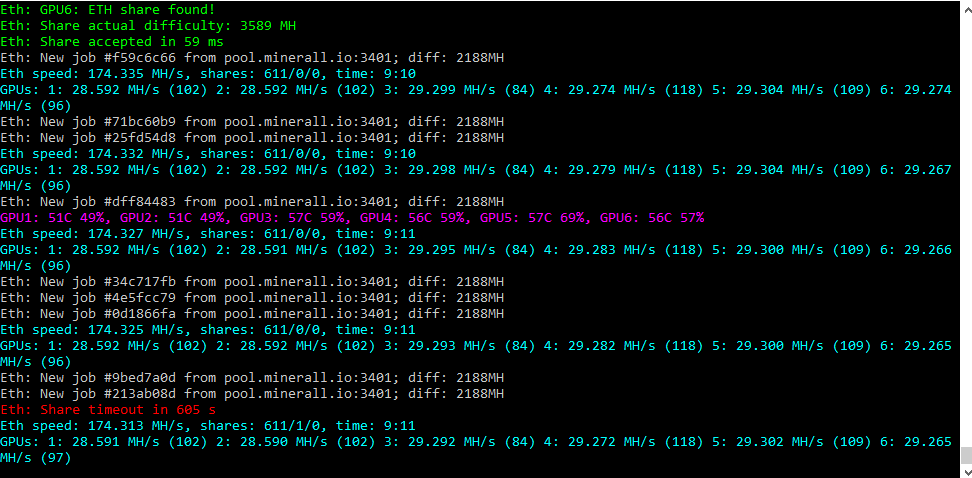 Eth: GPU6: ETH share found!
Eth: Share actual difficulty: 3589 MH
Eth: Share accepted in 59 ms
Eth: New job #f59c6c66 from pool.minerall.io:3401; diff: 2188MH
Eth speed: 174.335 MH/s, shares: 611/0/0, time: 9:10
GPUs: 1: 28.592 MH/s (102) 2: 28.592 MH/s (102) 3: 29.299 MH/s (84) 4: 29.274 MH/s (118) 5: 29.304 MH/s (109) 6: 29.274
MH/s (96)
Eth: New job #71bc60b9 from pool.minerall.io:3401; diff: 2188MH
Eth: New job #25fd54d8 from pool.minerall.io:3401; diff: 2188MH
Eth speed: 174.332 MH/s, shares: 611/0/0, time: 9:10
GPUs: 1: 28.592 MH/s (102) 2: 28.592 MH/s (102) 3: 29.298 MH/s (84) 4: 29.279 MH/s (118) 5: 29.304 MH/s (109) 6: 29.267
MH/s (96)
Eth: New job #dff84483 from pool.minerall.io:3401; diff: 2188MH
GPU1: 51C 49%, GPU2: 51C 49%, GPU3: 57C 59%, GPU4: 56C 59%, GPU5: 57C 69%, GPU6: 56C 57%
Eth speed: 174.327 MH/s, shares: 611/0/0, time: 9:11
GPUs: 1: 28.592 MH/s (102) 2: 28.591 MH/s (102) 3: 29.295 MH/s (84) 4: 29.283 MH/s (118) 5: 29.300 MH/s (109) 6: 29.266
MH/s (96)
Eth: New job #34c717fb from pool.minerall.io:3401; diff: 2188MH
Eth: New job #4e5fcc79 from pool.minerall.io:3401; diff: 2188MH
Eth: New job #0d1866fa from pool.minerall.io:3401; diff: 2188MH
Eth speed: 174.325 MH/s, shares: 611/0/0, time: 9:11
GPUs: 1: 28.592 MH/s (102) 2: 28.592 MH/s (102) 3: 29.293 MH/s (84) 4: 29.282 MH/s (118) 5: 29.300 MH/s (109) 6: 29.265
MH/s (96)
Eth: New job #9bed7a0d from pool.minerall.io:3401; diff: 2188MH
Eth: New job #213ab08d from pool.minerall.io:3401; diff: 2188MH
Eth: Share timeout in 605 s
Eth speed: 174.313 MH/s, shares: 611/1/0, time: 9:11
GPUs: 1: 28.591 MH/s (102) 2: 28.590 MH/s (102) 3: 29.292 MH/s (84) 4: 29.272 MH/s (118) 5: 29.302 MH/s (109) 6: 29.265
MH/s (97)